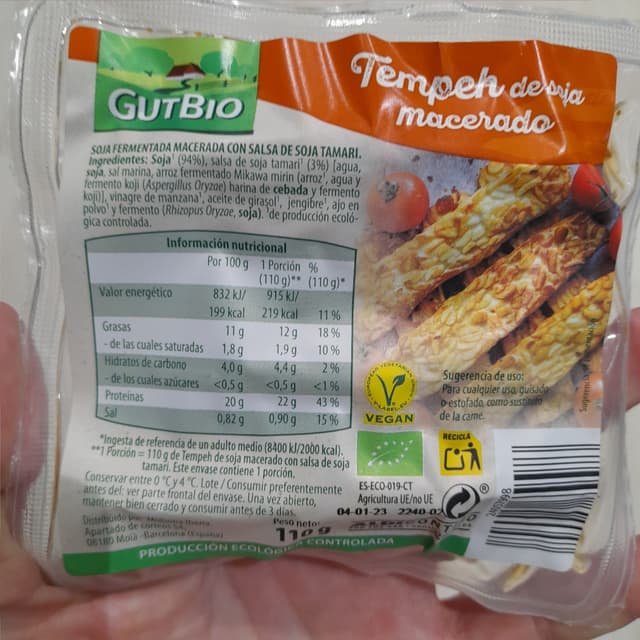 GUTBIO
Tempeh de soja
macerado
SOJA FERMENTADA MACERADA CON SALSA DE SOJA TAMARI.
Ingredientes: Soja¹ (94%), salsa de soja tamari¹ (3%) [agua,
soja, sal marina, arroz fermentado Mikawa mirin (arroz¹, agua y
fermento koji (Aspergillus Oryzae) harina de cebada y fermento
koji)], vinagre de manzana¹, aceite de girasol¹, jengibre¹, ajo en
polvo¹ y fermento (Rhizopus Oryzae, soja). ¹de producción ecoló-
gica controlada.
Información nutricional
Por 100 g 1 Porción %
(110 g)** (110 g)*
Valor energético 832 kJ/ 915 kJ/
199 kcal 219 kcal 11 %
Grasas 11 g 12 g 18 %
- de las cuales saturadas 1,8 g 1,9 g 10 %
Hidratos de carbono 4,0 g 4,4 g 2 %
- de los cuales azúcares <0,5 g <0,5 g <1 %
Proteínas 20 g 22 g 43 %
Sal 0,82 g 0,90 g 15 %
*Ingesta de referencia de un adulto medio (8400 kJ/2000 kcal).
**1 Porción = 110 g de Tempeh de soja macerado con salsa de soja
tamari. Este envase contiene 1 porción.
Conservar entre 0 °C y 4 °C. Lote / Consumir preferentemente
antes del: ver parte frontal del envase. Una vez abierto,
mantener bien cerrado y consumir antes de 3 días.
Distribuido por:
Apartado de correos
08180 Moià -Barcelona (España)
Peso neto:
110 g
PRODUCCIÓN ECOLÓGICA CONTROLADA
V
VEGAN
Sugerencia de uso:
Para cualquier uso, guisado
o estofado, como sustituto
de la carne.
RECICLA
ES-ECO-019-CT
Agricultura UE/no UE
04-01-23 2240-02